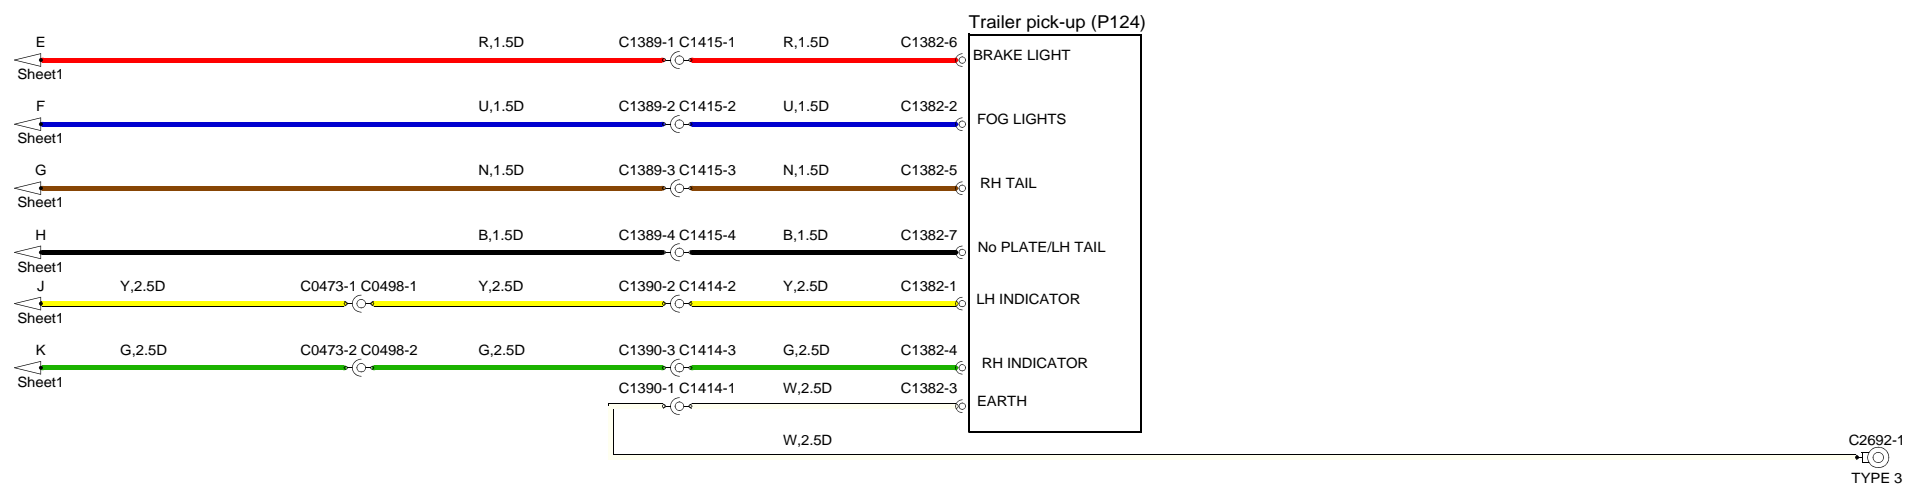 Trailer pick-up (P124)
E R,1.5D C1389-1 C1415-1 R,1.5D C1382-6
BRAKE LIGHT
Sheet1
F U,1.5D C1389-2 C1415-2 U,1.5D C1382-2
FOG LIGHTS
Sheet1
G N,1.5D C1389-3 C1415-3 N,1.5D C1382-5
RH TAIL
Sheet1
H B,1.5D C1389-4 C1415-4 B,1.5D C1382-7
No PLATE/LH TAIL
Sheet1
J Y,2.5D C0473-1 C0498-1 Y,2.5D C1390-2 C1414-2 Y,2.5D C1382-1
LH INDICATOR
Sheet1
K G,2.5D C0473-2 C0498-2 G,2.5D C1390-3 C1414-3 G,2.5D C1382-4
RH INDICATOR
Sheet1
C1390-1 C1414-1 W,2.5D C1382-3
EARTH
W,2.5D C2692-1
TYPE 3